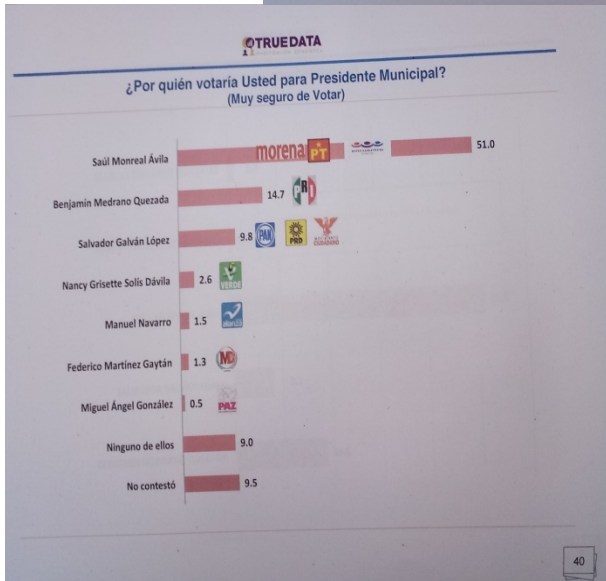 TRUEDATA
¿Por quién votaría Usted para Presidente Municipal?
(Muy seguro de Votar)
Saúl Monreal Ávila morena PT 51.0
Benjamín Medrano Quezada 14.7 PRI
Salvador Galván López 9.8 PAN PRD MOVIMIENTO CIUDADANO
Nancy Grisette Solís Dávila 2.6 VERDE
Manuel Navarro 1.5
Federico Martínez Gaytán 1.3 MD
Miguel Ángel González 0.5 PAZ
Ninguno de ellos 9.0
No contestó 9.5
40